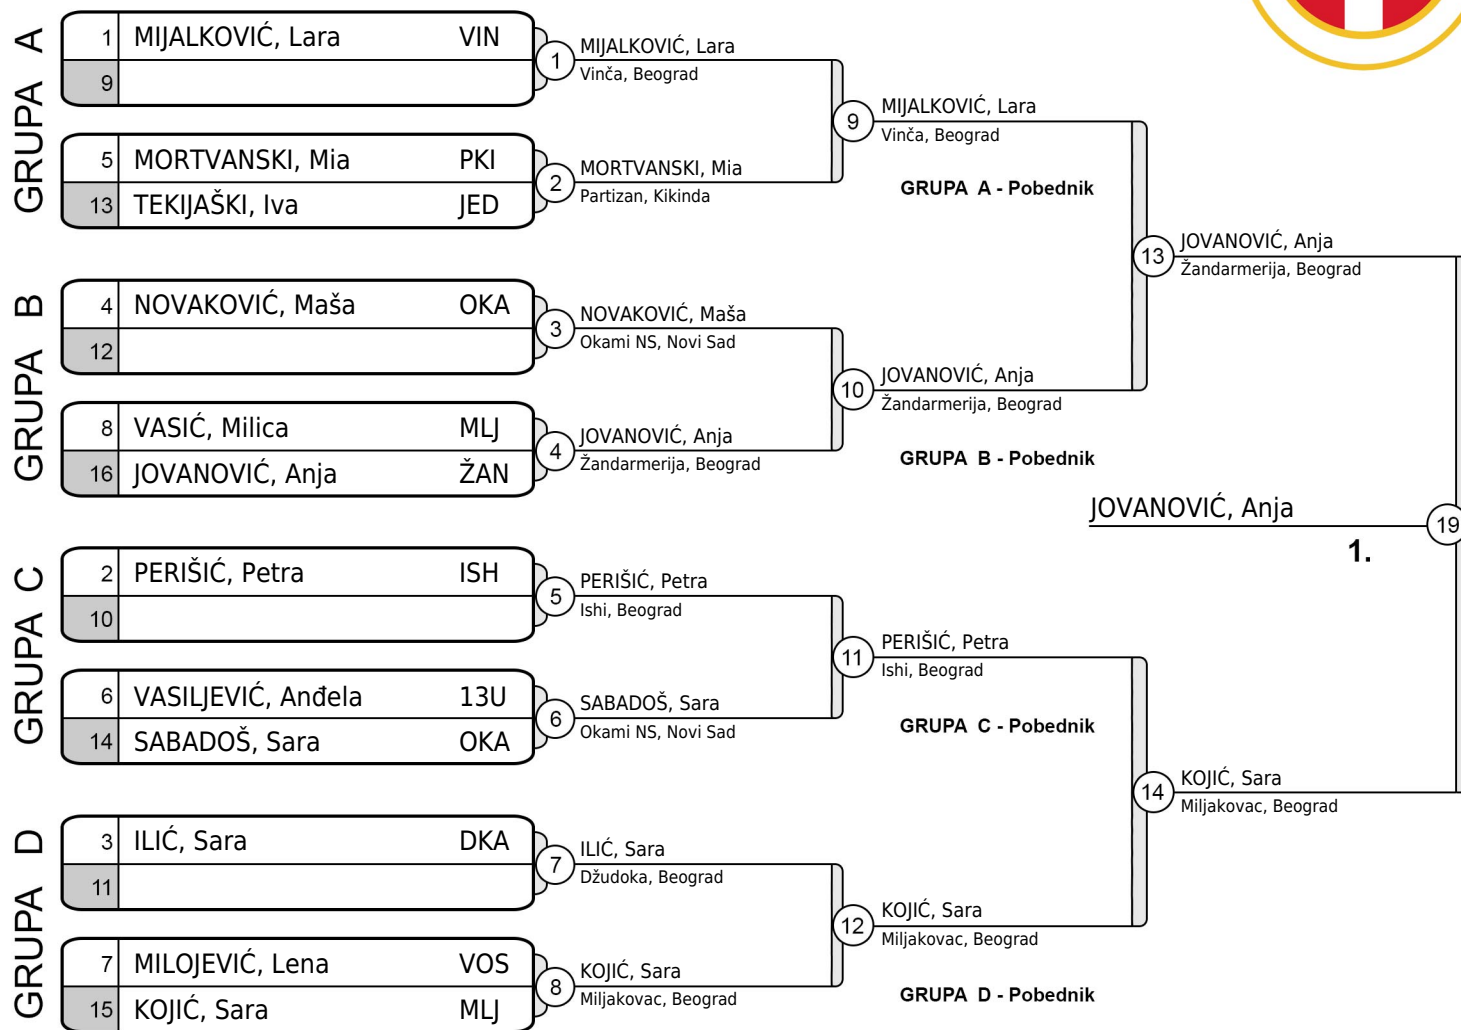 GRUPA A
1 MIJALKOVIĆ, Lara VIN
9
5 MORTVANSKI, Mia PKI
13 TEKIJAŠKI, Iva JED
1
MIJALKOVIĆ, Lara
Vinča, Beograd
2
MORTVANSKI, Mia
Partizan, Kikinda
9
MIJALKOVIĆ, Lara
Vinča, Beograd
GRUPA A - Pobednik
GRUPA B
4 NOVAKOVIĆ, Maša OKA
12
8 VASIĆ, Milica MLJ
16 JOVANOVIĆ, Anja ŽAN
3
NOVAKOVIĆ, Maša
Okami NS, Novi Sad
4
JOVANOVIĆ, Anja
Žandarmerija, Beograd
10
JOVANOVIĆ, Anja
Žandarmerija, Beograd
GRUPA B - Pobednik
13
JOVANOVIĆ, Anja
Žandarmerija, Beograd
JOVANOVIĆ, Anja
19
1.
GRUPA C
2 PERIŠIĆ, Petra ISH
10
6 VASILJEVIĆ, Anđela 13U
14 SABADOŠ, Sara OKA
5
PERIŠIĆ, Petra
Ishi, Beograd
6
SABADOŠ, Sara
Okami NS, Novi Sad
11
PERIŠIĆ, Petra
Ishi, Beograd
GRUPA C - Pobednik
14
KOJIĆ, Sara
Miljakovac, Beograd
GRUPA D
3 ILIĆ, Sara DKA
11
7 MILOJEVIĆ, Lena VOS
15 KOJIĆ, Sara MLJ
7
ILIĆ, Sara
Džudoka, Beograd
8
KOJIĆ, Sara
Miljakovac, Beograd
12
KOJIĆ, Sara
Miljakovac, Beograd
GRUPA D - Pobednik